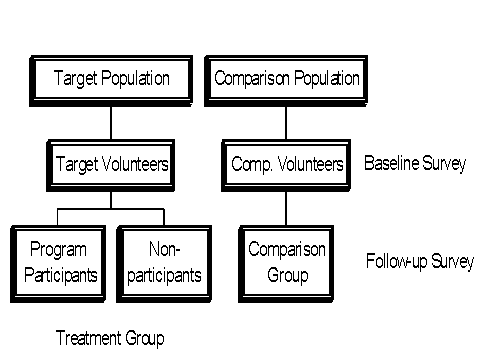 Target Population
Comparison Population
Target Volunteers
Comp. Volunteers
Baseline Survey
Program
Participants
Non-
participants
Comparison
Group
Follow-up Survey
Treatment Group